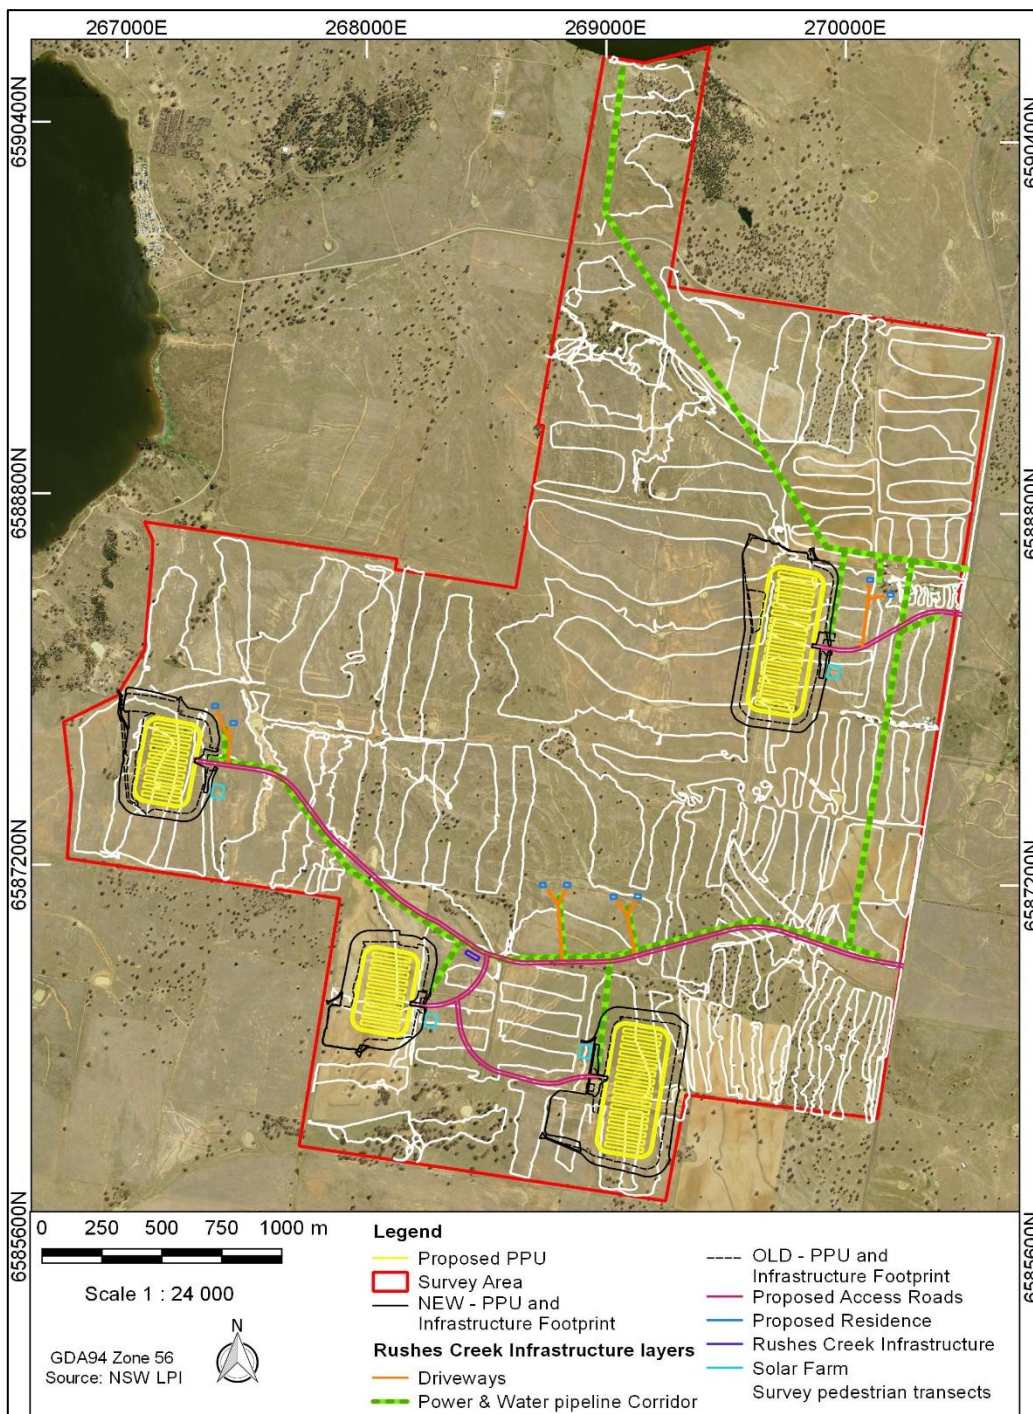 267000E 268000E 269000E 270000E
6590400N
6590400N
6588800N
6588800N
6587200N
6587200N
6585600N
6585600N
0 250 500 750 1000 m
Scale 1 : 24 000
N
GDA94 Zone 56
Source: NSW LPI
Legend
Proposed PPU
Survey Area
NEW - PPU and
Infrastructure Footprint
Rushes Creek Infrastructure layers
Driveways
Power & Water pipeline Corridor
OLD - PPU and
Infrastructure Footprint
Proposed Access Roads
Proposed Residence
Rushes Creek Infrastructure
Solar Farm
Survey pedestrian transects